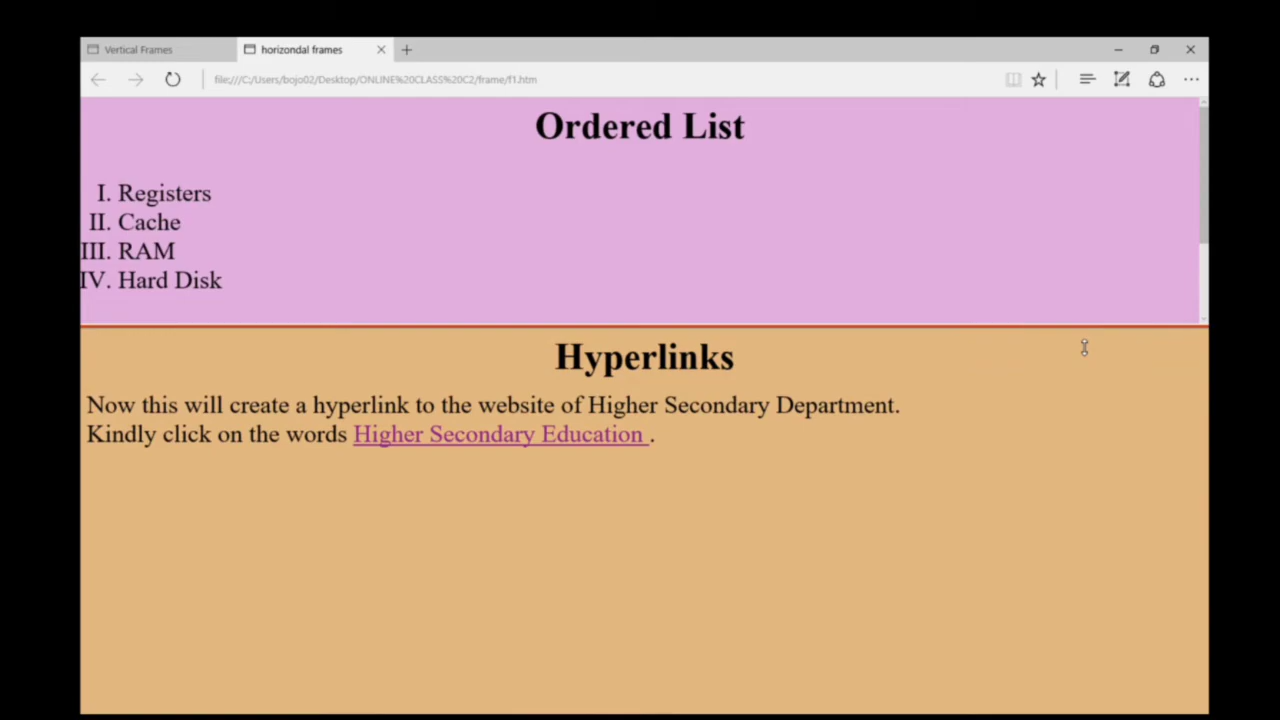 Vertical Frames
horizondal frames
file:///C:/Users/bojo02/Desktop/ONLINE%20CLASS%20C2/frame/f1.htm
Ordered List
I. Registers
II. Cache
III. RAM
IV. Hard Disk
Hyperlinks
Now this will create a hyperlink to the website of Higher Secondary Department.
Kindly click on the words Higher Secondary Education .